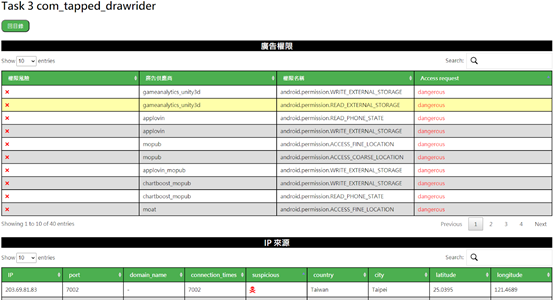 Task 3 com_tapped_drawrider
回目錄
廣告權限
Show 10 entries Search:
權限風險 廣告供應商 權限名稱 Access request
gameanalytics_unity3d android.permission.WRITE_EXTERNAL_STORAGE dangerous
gameanalytics_unity3d android.permission.READ_EXTERNAL_STORAGE dangerous
applovin android.permission.READ_PHONE_STATE dangerous
applovin android.permission.WRITE_EXTERNAL_STORAGE dangerous
mopub android.permission.ACCESS_FINE_LOCATION dangerous
mopub android.permission.ACCESS_COARSE_LOCATION dangerous
applovin_mopub android.permission.WRITE_EXTERNAL_STORAGE dangerous
chartboost_mopub android.permission.WRITE_EXTERNAL_STORAGE dangerous
chartboost_mopub android.permission.READ_PHONE_STATE dangerous
moat android.permission.ACCESS_FINE_LOCATION dangerous
Showing 1 to 10 of 40 entries Previous 1 2 3 4 Next
IP 來源
Show 10 entries Search:
IP port domain_name connection_times suspicious country city latitude longitude
203.69.81.83 7002 - 7002 Taiwan Taipei 25.0395 121.4689